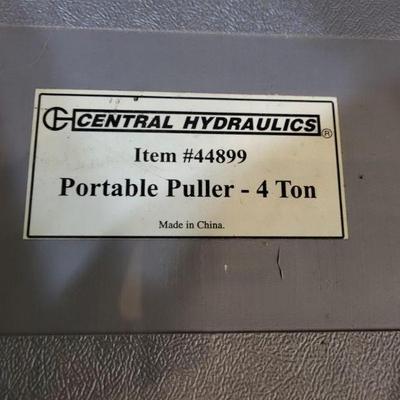 CENTRAL HYDRAULICS®
Item #44899
Portable Puller - 4 Ton
Made in China.